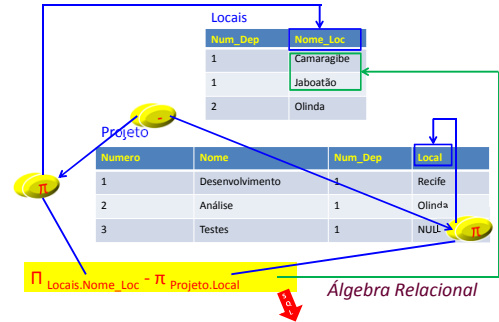 Locais
Num_Dep Nome_Loc
1 Camaragibe
1 Jaboatão
2 Olinda
-
Projeto
Numero Nome Num_Dep Local
1 Desenvolvimento 1 Recife
2 Análise 1 Olinda
3 Testes 1 NULL
π
π
Π Locais.Nome_Loc - π Projeto.Local
SQL
Álgebra Relacional